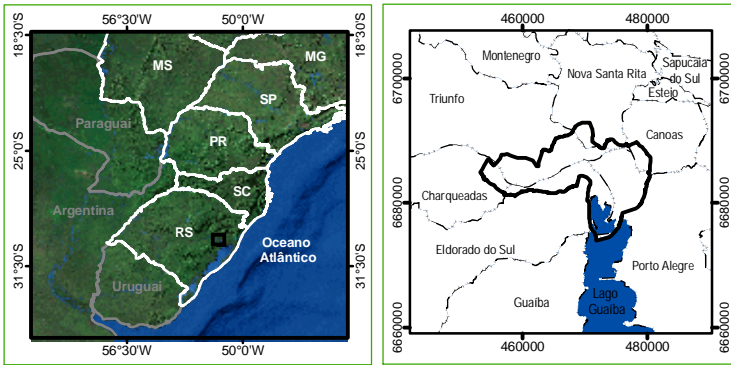 56°30'S 50°0'W
18°30'S
18°30'S
MS
MG
SP
Paraguai
PR
25°0'S
25°0'S
SC
Argentina
RS
Oceano
Atlântico
31°30'S
31°30'S
Uruguai
56°30'W 50°0'W
460000 480000
Montenegro
Nova Santa Rita
Sapucaia
do Sul
Esteio
6700000
6700000
Triunfo
Canoas
Charqueadas
6680000
6680000
Eldorado do Sul
Porto Alegre
Guaíba
Lago
Guaíba
6660000
6660000
460000 480000